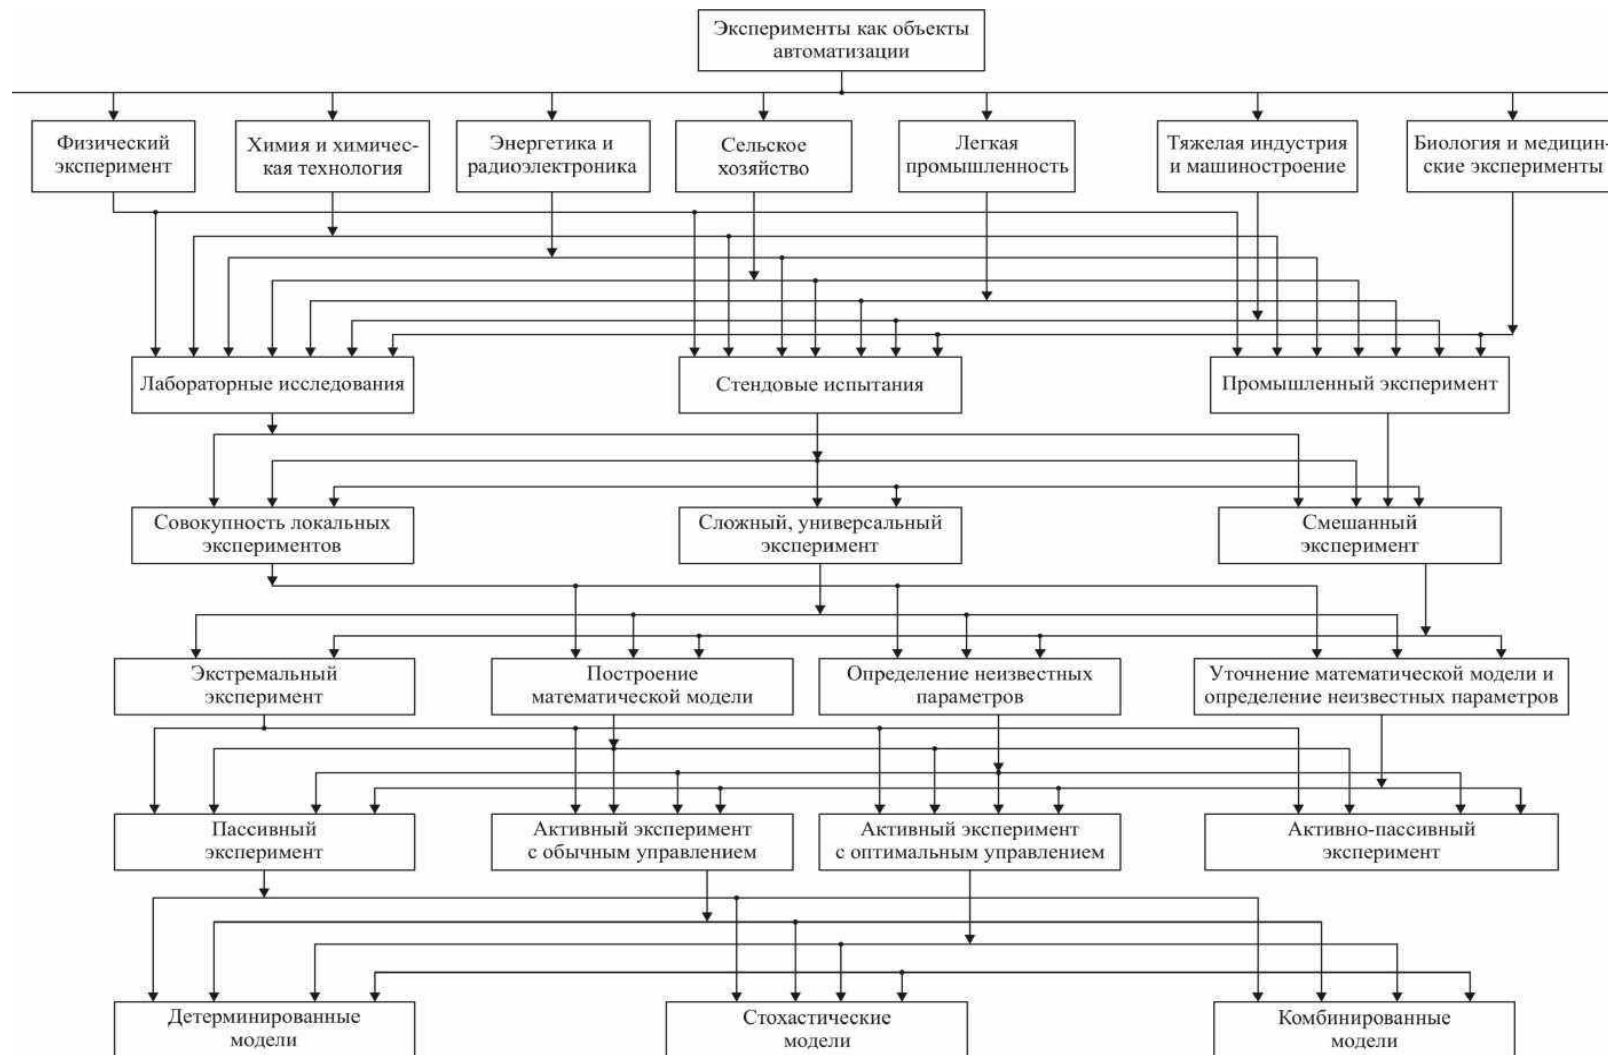 Эксперименты как объекты
автоматизации
Физический
эксперимент
Химия и химичес-
кая технология
Энергетика и
радиоэлектроника
Сельское
хозяйство
Легкая
промышленность
Тяжелая индустрия
и машиностроение
Биология и медицин-
ские эксперименты
Лабораторные исследования
Стендовые испытания
Промышленный эксперимент
Совокупность локальных
экспериментов
Сложный, универсальный
эксперимент
Смешанный
эксперимент
Экстремальный
эксперимент
Построение
математической модели
Определение неизвестных
параметров
Уточнение математической модели и
определение неизвестных параметров
Пассивный
эксперимент
Активный эксперимент
с обычным управлением
Активный эксперимент
с оптимальным управлением
Активно-пассивный
эксперимент
Детерминированные
модели
Стохастические
модели
Комбинированные
модели